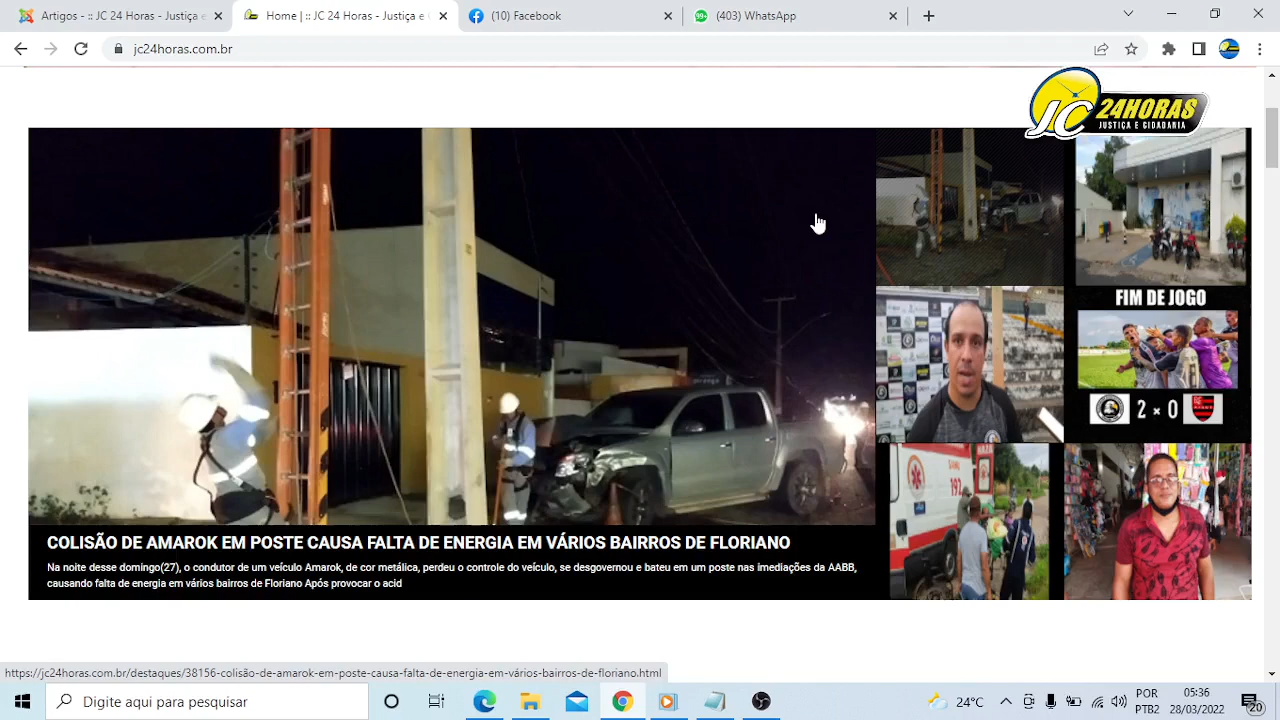 Artigos - JC 24 Horas - Justiça e
Home | :: JC 24 Horas - Justiça e
(10) Facebook
99+
(403) WhatsApp
jc24horas.com.br
JC 24HORAS
JUSTIÇA E CIDADANIA
FIM DE JOGO
2 × 0
SAMU
192
COLISÃO DE AMAROK EM POSTE CAUSA FALTA DE ENERGIA EM VÁRIOS BAIRROS DE FLORIANO
Na noite desse domingo(27), o condutor de um veículo Amarok, de cor metálica, perdeu o controle do veículo, se desgovernou e bateu em um poste nas imediações da AABB,
causando falta de energia em vários bairros de Floriano Após provocar o acid
https://jc24horas.com.br/destaques/38156-colisão-de-amarok-em-poste-causa-falta-de-energia-em-vários-bairros-de-floriano.html
Digite aqui para pesquisar
24°C
POR
PTB2
05:36
28/03/2022
20